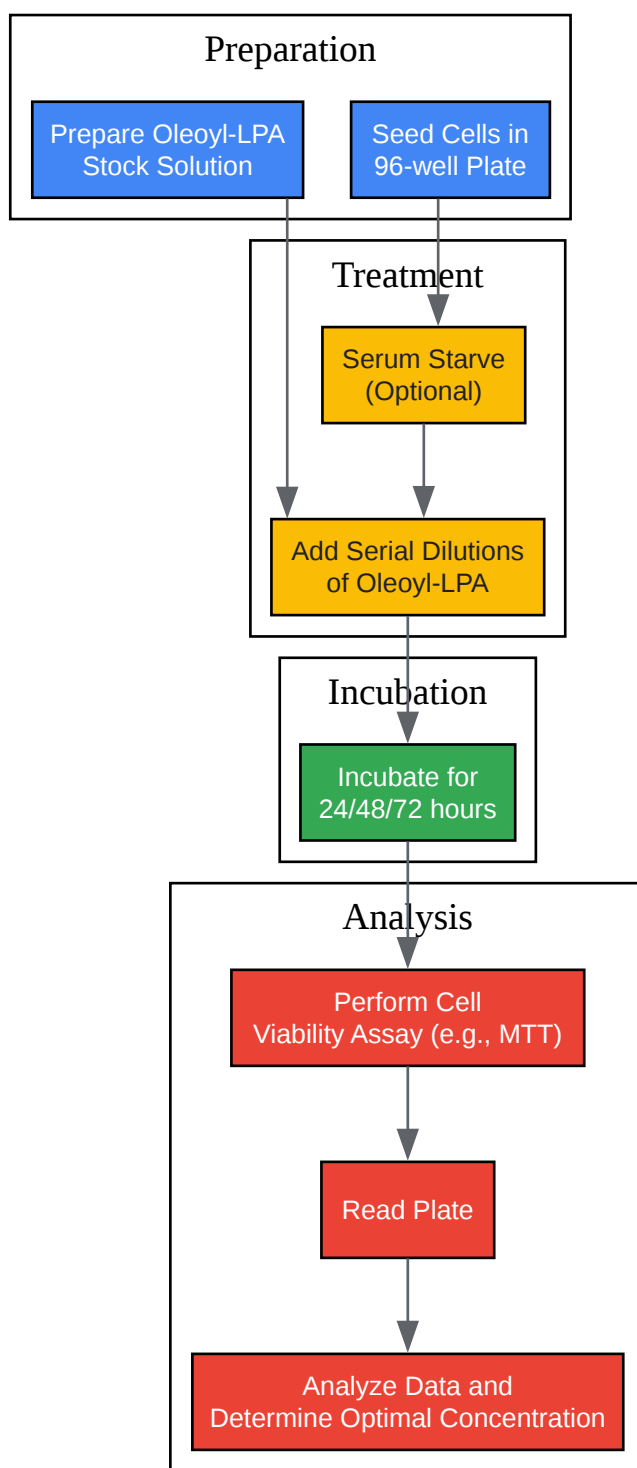 Preparation
Prepare Oleoyl-LPA
Stock Solution
Seed Cells in
96-well Plate
Treatment
Serum Starve
(Optional)
Add Serial Dilutions
of Oleoyl-LPA
Incubation
Incubate for
24/48/72 hours
Analysis
Perform Cell
Viability Assay (e.g., MTT)
Read Plate
Analyze Data and
Determine Optimal Concentration